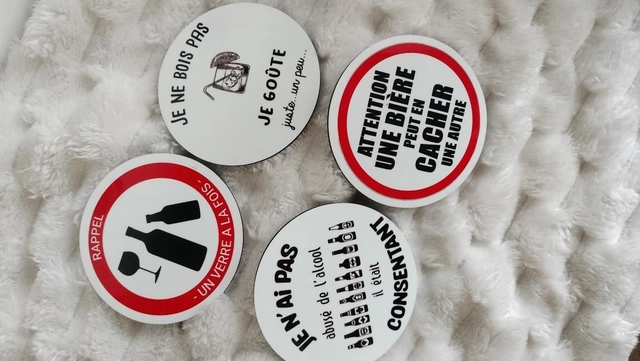 JE NE BOIS PAS
JE GOÛTE
juste...un peu...
ATTENTION
UNE BIÈRE
PEUT EN
CACHER
UNE AUTRE
RAPPEL
- UN VERRE A LA FOIS -
JE N'Ai PAS
abusé de l'alcool
il était
CONSENTANT